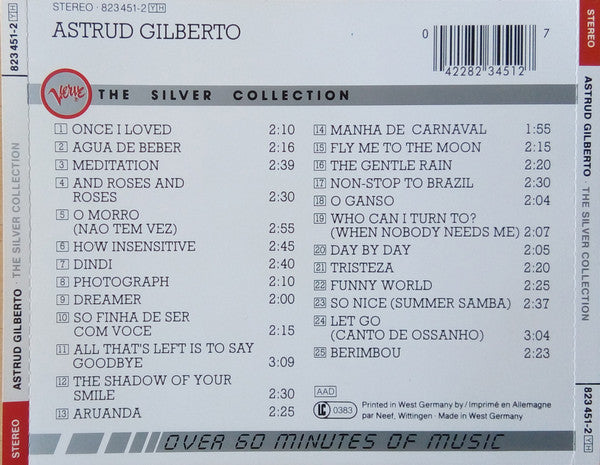 STEREO · 823 451-2 YH
ASTRUD GILBERTO
0 42282 34512 7
Verve
THE SILVER COLLECTION
1 ONCE I LOVED 2:10
2 AGUA DE BEBER 2:16
3 MEDITATION 2:39
4 AND ROSES AND
ROSES 2:30
5 O MORRO
(NAO TEM VEZ) 2:55
6 HOW INSENSITIVE 2:45
7 DINDI 2:40
8 PHOTOGRAPH 2:10
9 DREAMER 2:00
10 SO FINHA DE SER
COM VOCE 2:15
11 ALL THAT'S LEFT IS TO SAY
GOODBYE 3:09
12 THE SHADOW OF YOUR
SMILE 2:30
13 ARUANDA 2:25
14 MANHA DE CARNAVAL 1:55
15 FLY ME TO THE MOON 2:15
16 THE GENTLE RAIN 2:20
17 NON-STOP TO BRAZIL 2:30
18 O GANSO 2:04
19 WHO CAN I TURN TO?
(WHEN NOBODY NEEDS ME) 2:07
20 DAY BY DAY 2:05
21 TRISTEZA 2:20
22 FUNNY WORLD 2:25
23 SO NICE (SUMMER SAMBA) 2:37
24 LET GO
(CANTO DE OSSANHO) 3:04
25 BERIMBOU 2:23
AAD
LC 0383
Printed in West Germany by / Imprimé en Allemagne
par Neef, Wittingen · Made in West Germany
OVER 60 MINUTES OF MUSIC
STEREO ASTRUD GILBERTO · THE SILVER COLLECTION 823 451-2 YH
STEREO ASTRUD GILBERTO · THE SILVER COLLECTION 823 451-2 YH